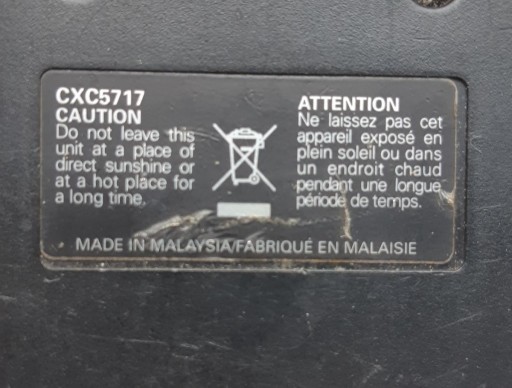 CXC5717
CAUTION
Do not leave this
unit at a place of
direct sunshine or
at a hot place for
a long time.
ATTENTION
Ne laissez pas cet
appareil exposé en
plein soleil ou dans
un endroit chaud
pendant une longue
période de temps.
MADE IN MALAYSIA/FABRIQUÉ EN MALAISIE